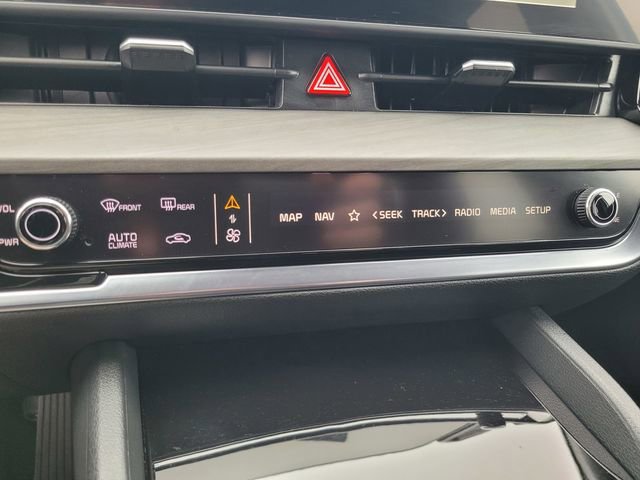 VOL
PWR
FRONT
REAR
AUTO
CLIMATE
MAP NAV <SEEK TRACK> RADIO MEDIA SETUP